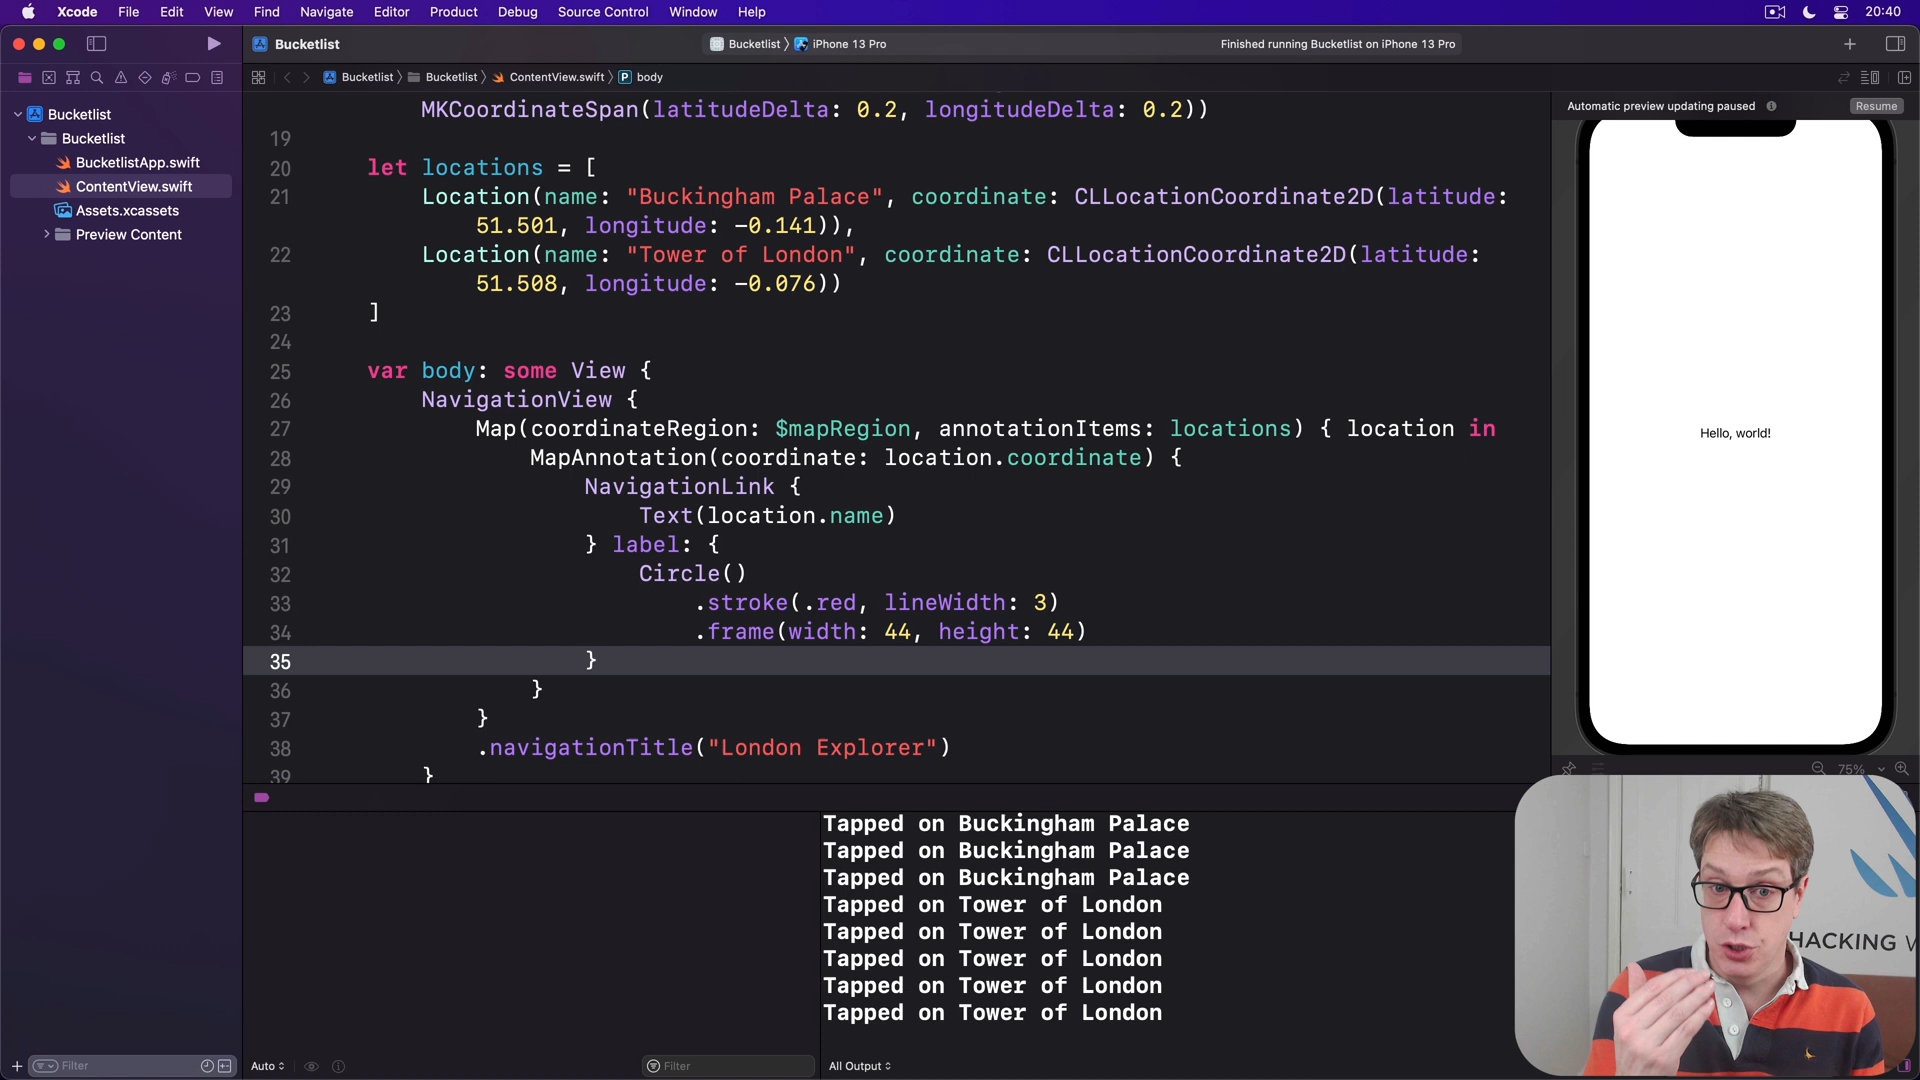 Xcode File Edit View Find Navigate Editor Product Debug Source Control Window Help 20:40
Bucketlist Bucketlist iPhone 13 Pro Finished running Bucketlist on iPhone 13 Pro
Bucketlist Bucketlist ContentView.swift P body
Bucketlist
Bucketlist
BucketlistApp.swift
ContentView.swift
Assets.xcassets
Preview Content
MKCoordinateSpan(latitudeDelta: 0.2, longitudeDelta: 0.2))
19
20 let locations = [
21 Location(name: "Buckingham Palace", coordinate: CLLocationCoordinate2D(latitude:
51.501, longitude: -0.141)),
22 Location(name: "Tower of London", coordinate: CLLocationCoordinate2D(latitude:
51.508, longitude: -0.076))
23 ]
24
25 var body: some View {
26 NavigationView {
27 Map(coordinateRegion: $mapRegion, annotationItems: locations) { location in
28 MapAnnotation(coordinate: location.coordinate) {
29 NavigationLink {
30 Text(location.name)
31 } label: {
32 Circle()
33 .stroke(.red, lineWidth: 3)
34 .frame(width: 44, height: 44)
35 }
36 }
37 }
38 .navigationTitle("London Explorer")
39 }
Automatic preview updating paused Resume
Hello, world!
75%
Tapped on Buckingham Palace
Tapped on Buckingham Palace
Tapped on Buckingham Palace
Tapped on Tower of London
Tapped on Tower of London
Tapped on Tower of London
Tapped on Tower of London
Tapped on Tower of London
HACKING
Filter Auto Filter All Output